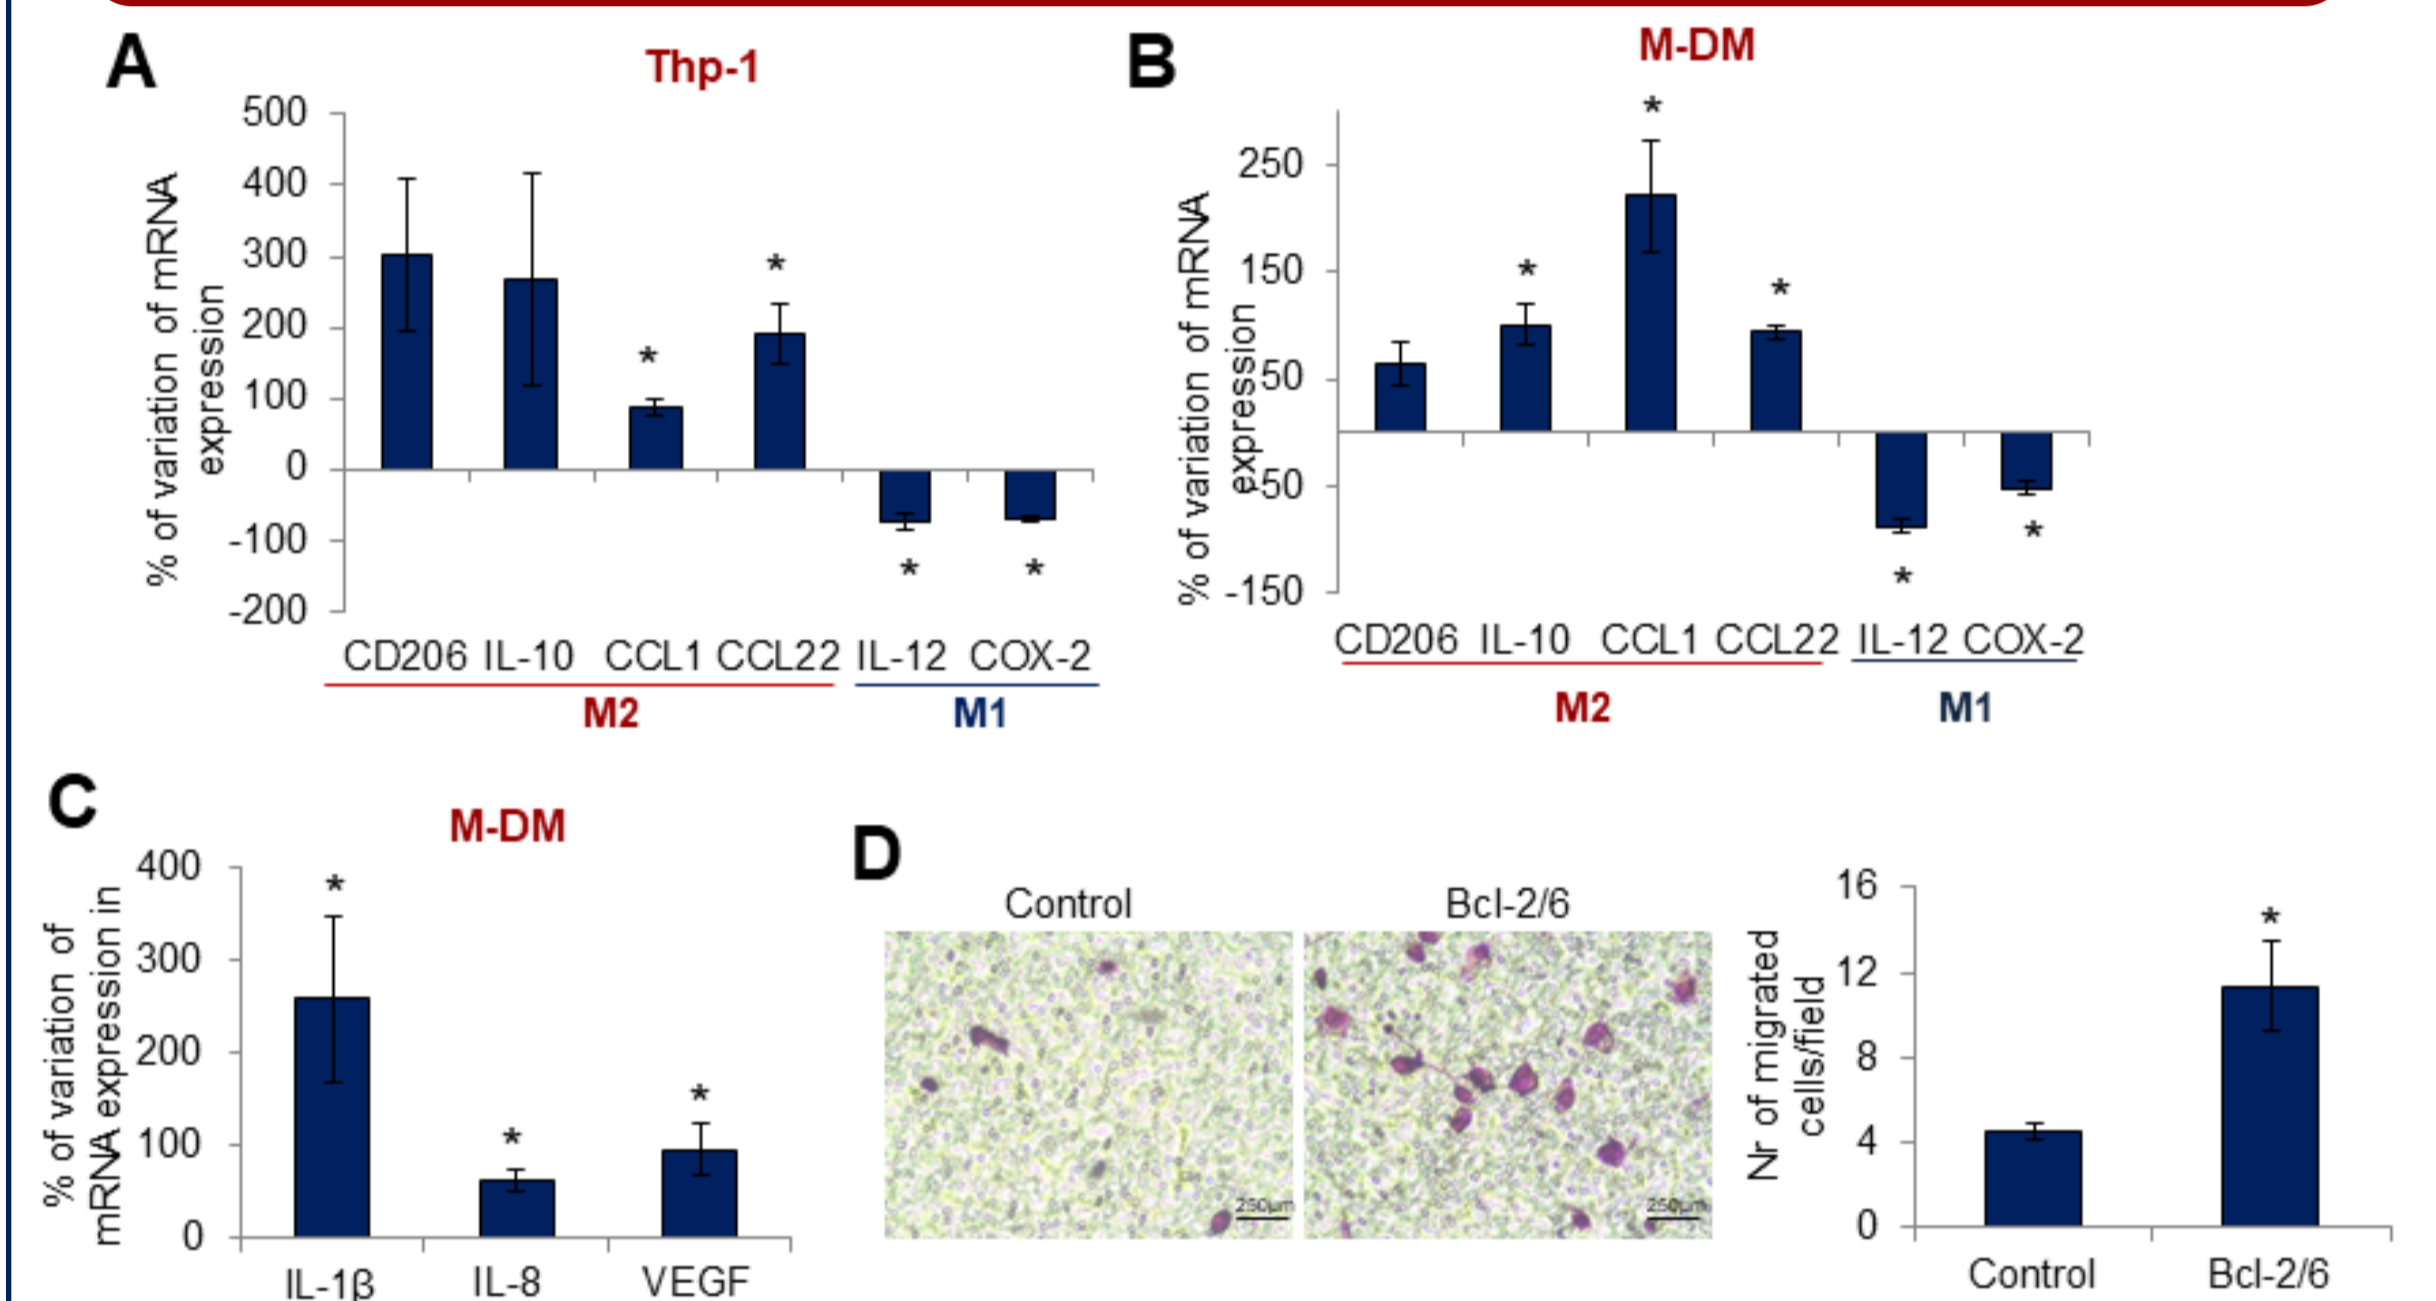 A
Thp-1
% of variation of mRNA
expression
500
400
300
200
100
0
-100
-200
*
*
*
*
CD206 IL-10 CCL1 CCL22 IL-12 COX-2
M2 M1
B
M-DM
% of variation of mRNA
expression
250
150
50
-50
-150
*
*
*
*
*
CD206 IL-10 CCL1 CCL22 IL-12 COX-2
M2 M1
C
M-DM
% of variation of
mRNA expression in
400
300
200
100
0
*
*
*
IL-1β IL-8 VEGF
D
Control Bcl-2/6
250µm 250µm
Nr of migrated
cells/field
16
12
8
4
0
*
Control Bcl-2/6